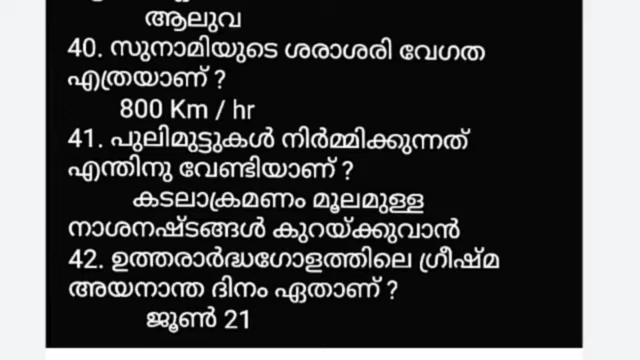 ആലുവ
40. സുനാമിയുടെ ശരാശരി വേഗത
എത്രയാണ് ?
800 Km / hr
41. പുലിമുട്ടുകൾ നിർമ്മിക്കുന്നത്
എന്തിനു വേണ്ടിയാണ് ?
കടലാക്രമണം മൂലമുള്ള
നാശനഷ്ടങ്ങൾ കുറയ്ക്കുവാൻ
42. ഉത്തരാർദ്ധഗോളത്തിലെ ഗ്രീഷ്മ
അയനാന്ത ദിനം ഏതാണ് ?
ജൂൺ 21